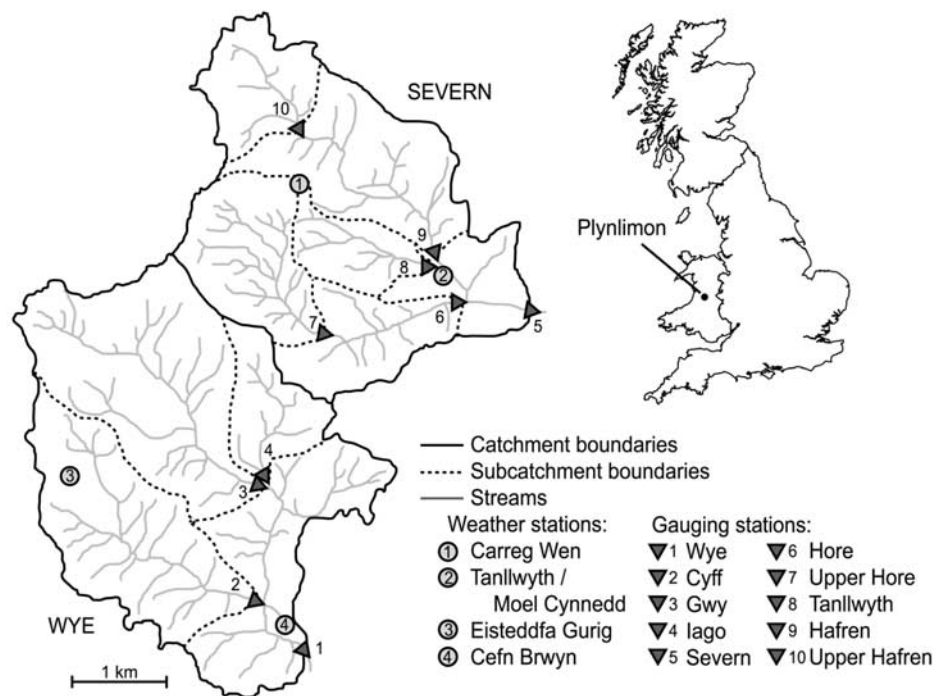 SEVERN
10
1
9
8
2
7
6
5
Plynlimon
4
3
3
2
4
WYE
1
1 km
Catchment boundaries
Subcatchment boundaries
Streams
Weather stations:
1 Carreg Wen
2 Tanllwyth /
Moel Cynnedd
3 Eisteddfa Gurig
4 Cefn Brwyn
Gauging stations:
1 Wye
2 Cyff
3 Gwy
4 Iago
5 Severn
6 Hore
7 Upper Hore
8 Tanllwyth
9 Hafren
10 Upper Hafren